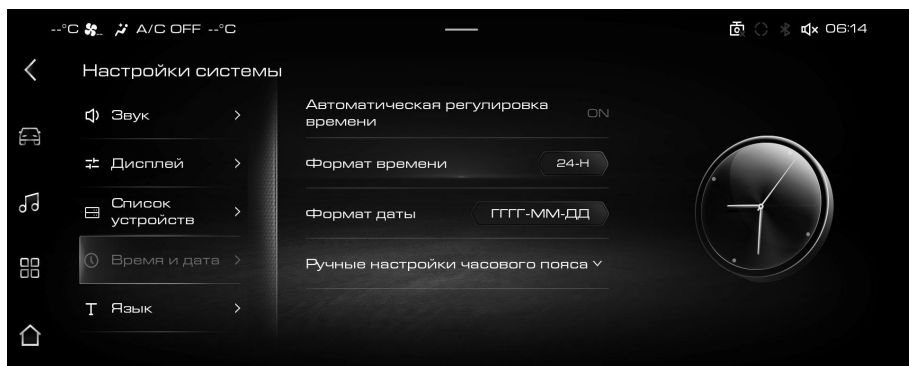 --°C A/C OFF --°C
06:14
Настройки системы
Звук
Дисплей
Список
устройств
Время и дата
Язык
Автоматическая регулировка
времени
ON
Формат времени
24-H
Формат даты
ГГГГ-ММ-ДД
Ручные настройки часового пояса